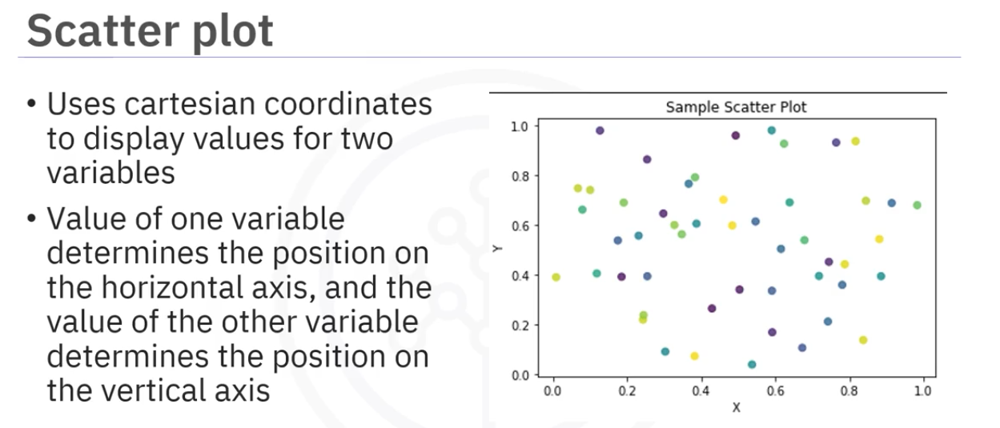 Scatter plot
• Uses cartesian coordinates
to display values for two
variables
• Value of one variable
determines the position on
the horizontal axis, and the
value of the other variable
determines the position on
the vertical axis
Sample Scatter Plot
1.0
0.8
0.6
0.4
0.2
0.0
Y
0.0 0.2 0.4 0.6 0.8 1.0
X